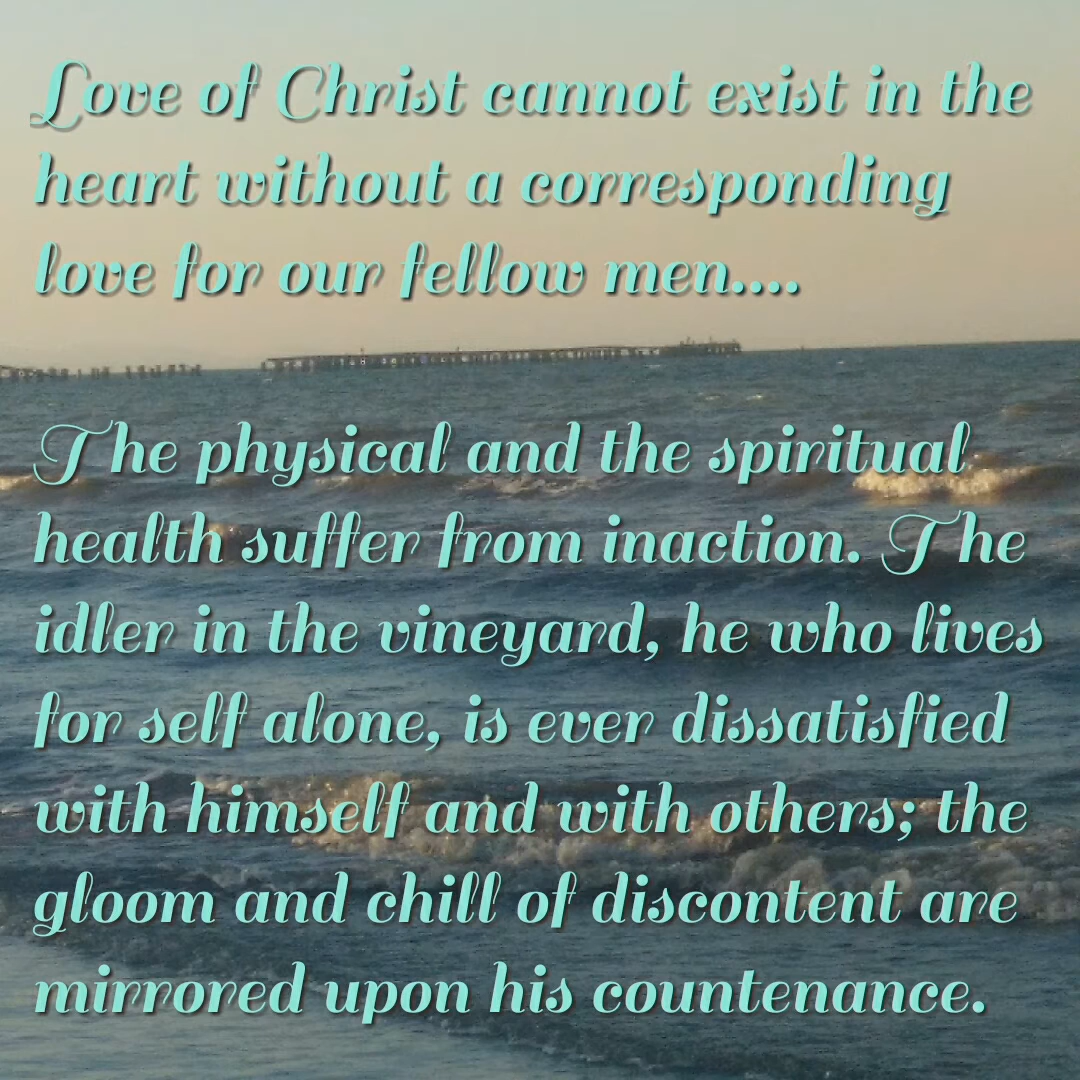 Love of Christ cannot exist in the
heart without a corresponding
love for our fellow men....
The physical and the spiritual
health suffer from inaction. The
idler in the vineyard, he who lives
for self alone, is ever dissatisfied
with himself and with others; the
gloom and chill of discontent are
mirrored upon his countenance.